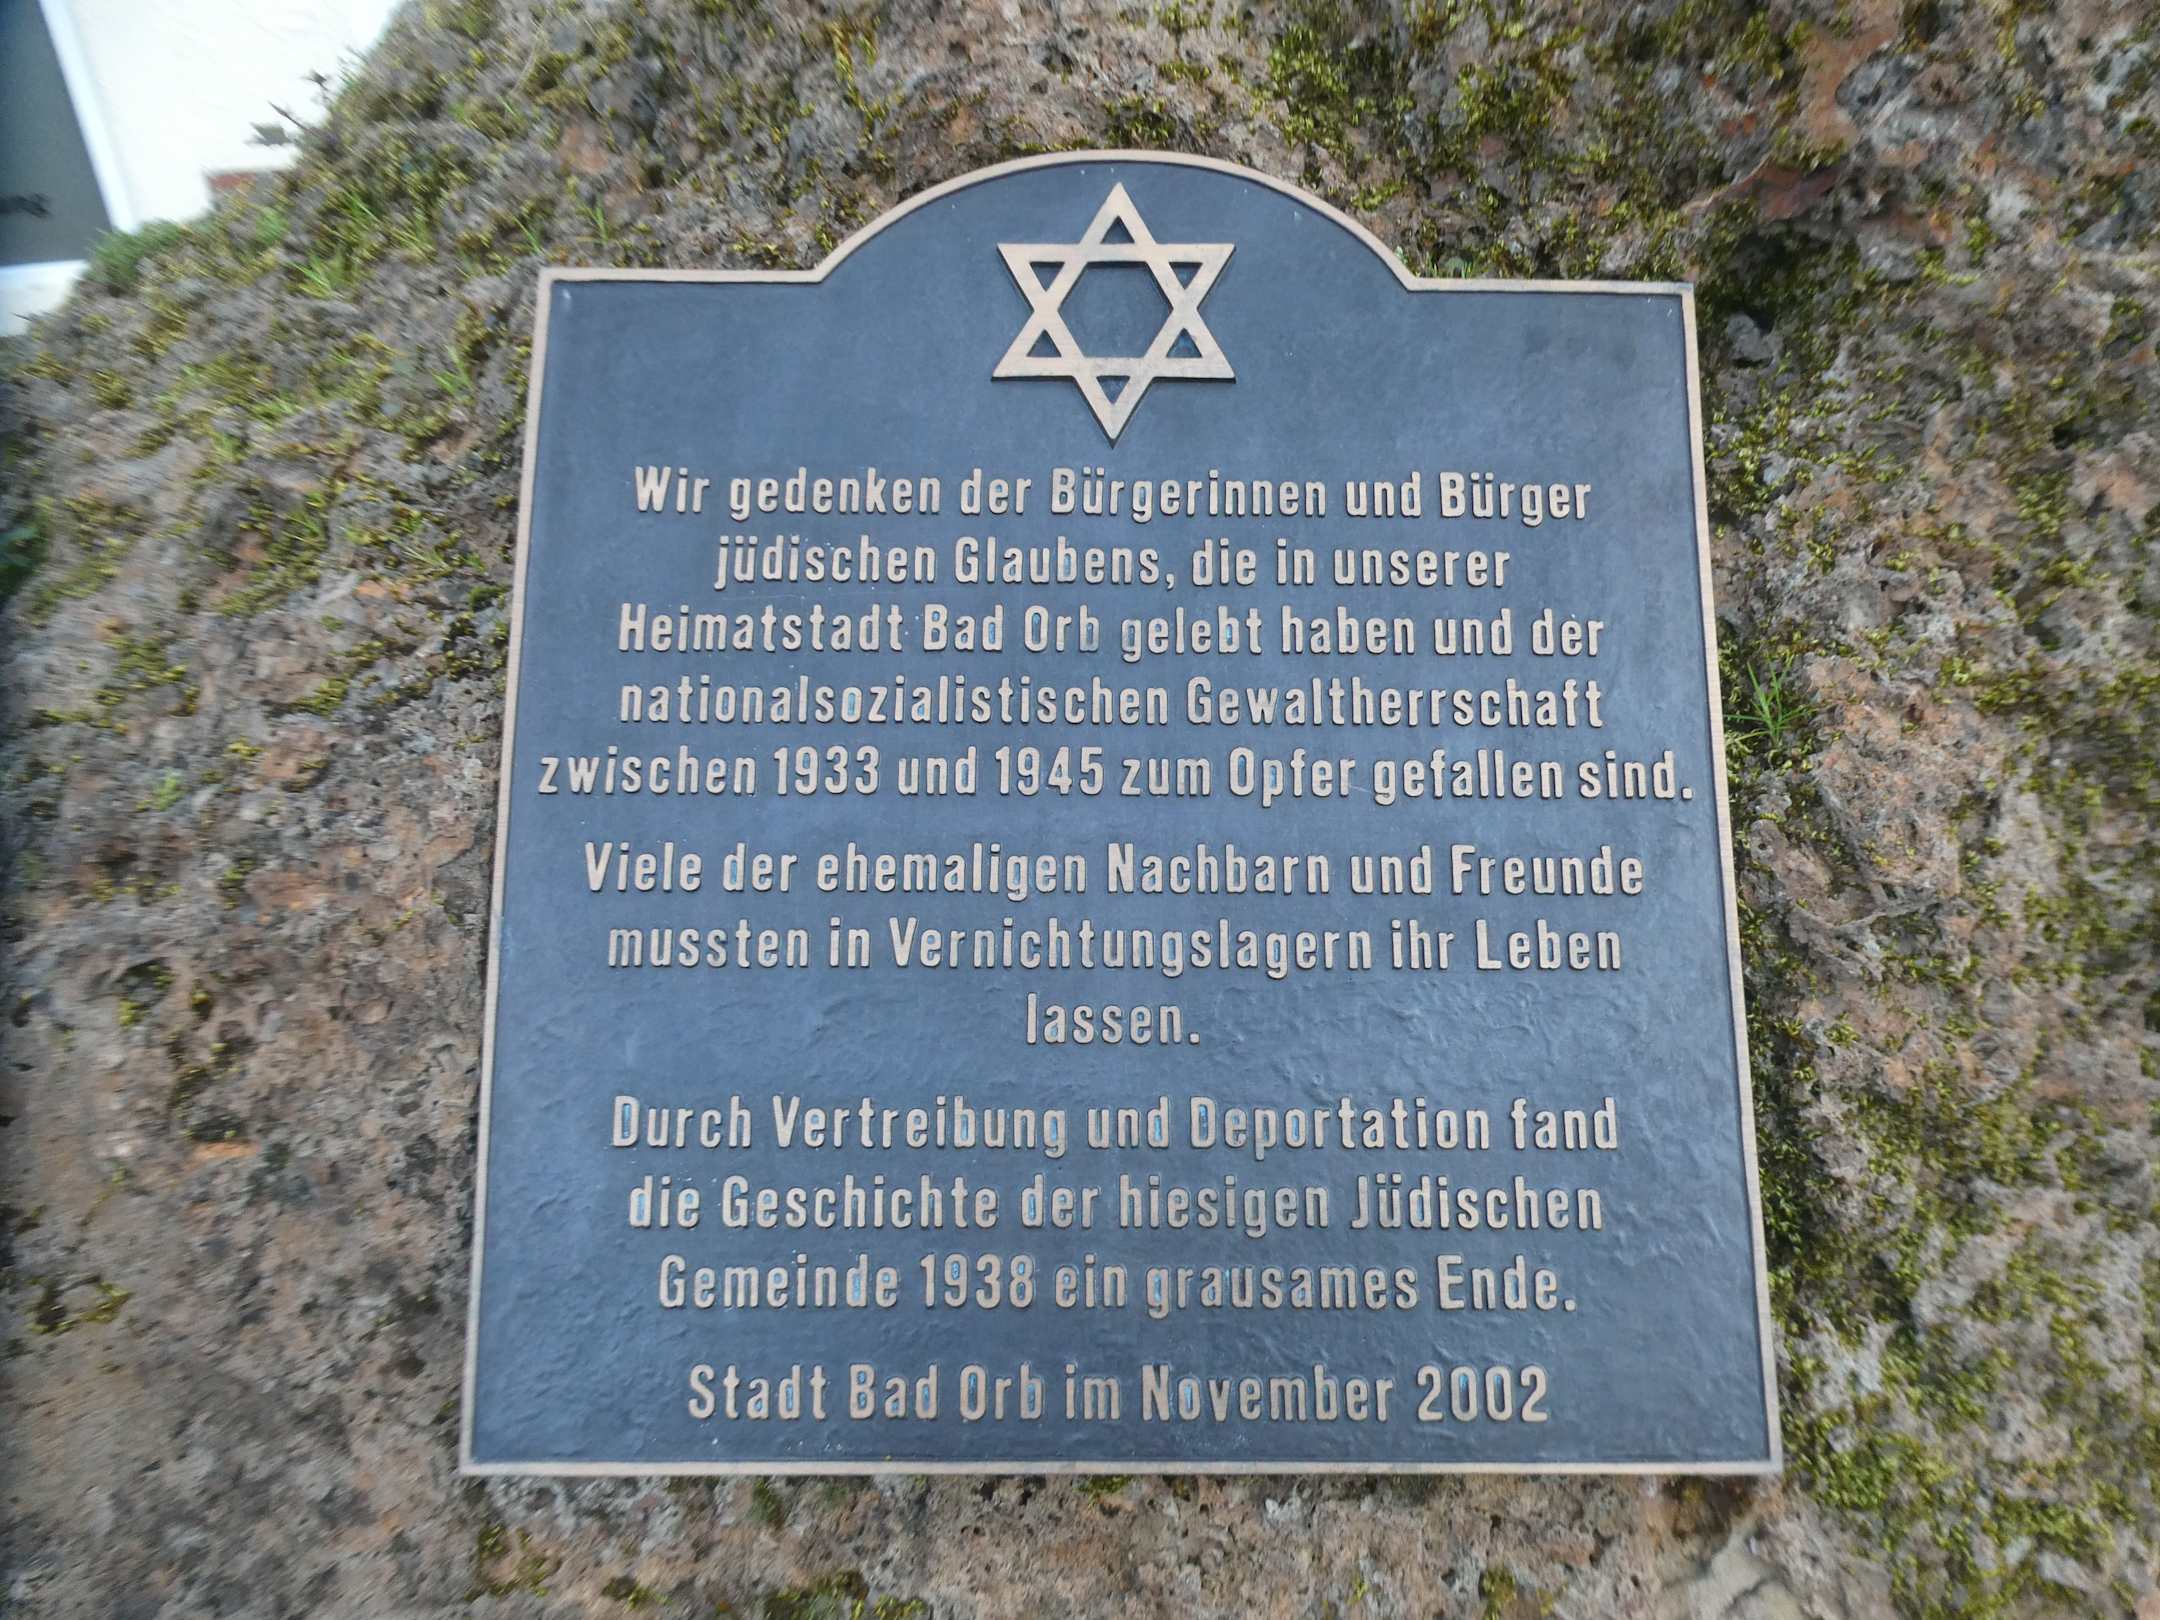 Wir gedenken der Bürgerinnen und Bürger
jüdischen Glaubens, die in unserer
Heimatstadt Bad Orb gelebt haben und der
nationalsozialistischen Gewaltherrschaft
zwischen 1933 und 1945 zum Opfer gefallen sind.
Viele der ehemaligen Nachbarn und Freunde
mussten in Vernichtungslagern ihr Leben
lassen.
Durch Vertreibung und Deportation fand
die Geschichte der hiesigen Jüdischen
Gemeinde 1938 ein grausames Ende.
Stadt Bad Orb im November 2002